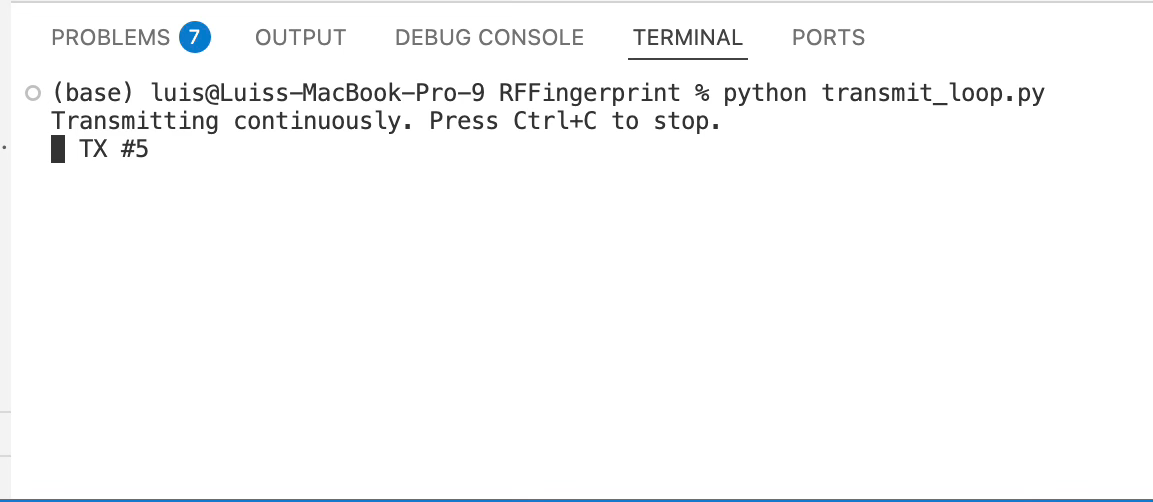 PROBLEMS 7 OUTPUT DEBUG CONSOLE TERMINAL PORTS
(base) luis@Luiss-MacBook-Pro-9 RFFingerprint % python transmit_loop.py
Transmitting continuously. Press Ctrl+C to stop.
TX #5